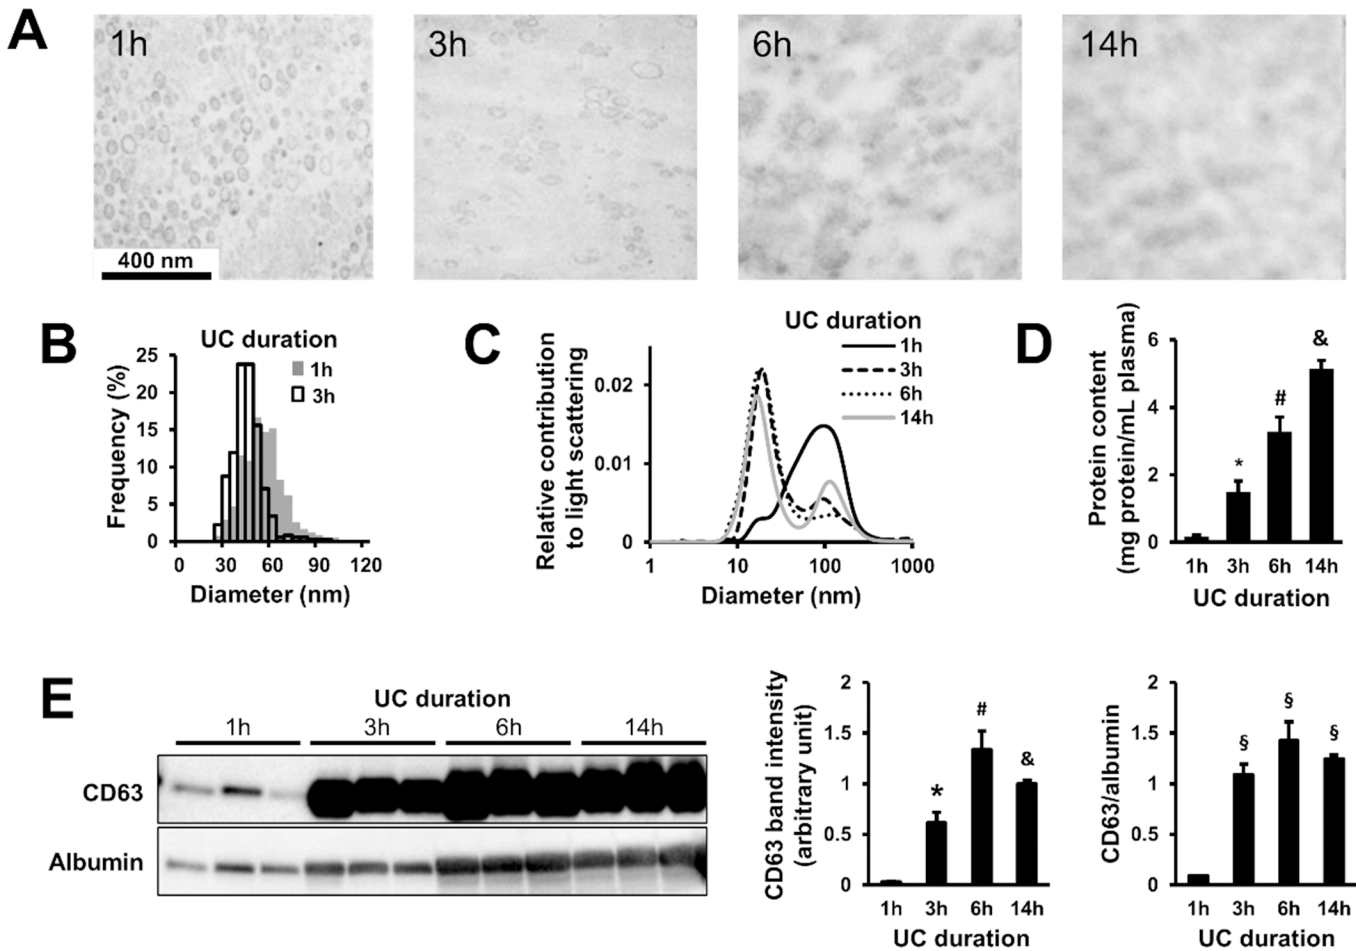 A
1h
3h
6h
14h
400 nm
B
UC duration
1h
3h
Frequency (%)
25
20
15
10
5
0
0 30 60 90 120
Diameter (nm)
C
UC duration
1h
3h
6h
14h
Relative contribution
to light scattering
0.02
0.01
0
1 10 100 1000
Diameter (nm)
D
Protein content
(mg protein/mL plasma)
6
4
2
0
*
#
&
1h 3h 6h 14h
UC duration
E
UC duration
1h 3h 6h 14h
CD63
Albumin
CD63 band intensity
(arbitrary unit)
2
1.5
1
0.5
0
*
#
&
1h 3h 6h 14h
UC duration
CD63/albumin
2
1.5
1
0.5
0
§
§
§
1h 3h 6h 14h
UC duration